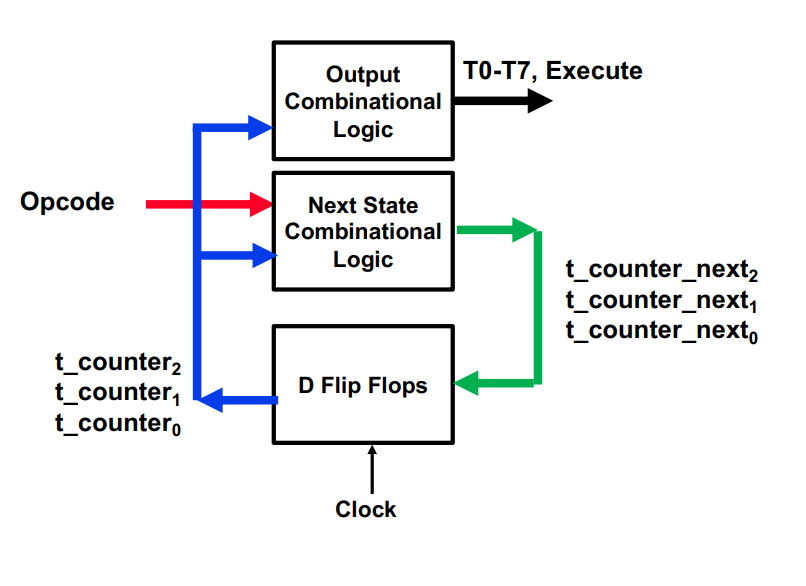 Output
Combinational
Logic
T0-T7, Execute
Opcode
Next State
Combinational
Logic
t_counter_next₂
t_counter_next₁
t_counter_next₀
t_counter₂
t_counter₁
t_counter₀
D Flip Flops
Clock